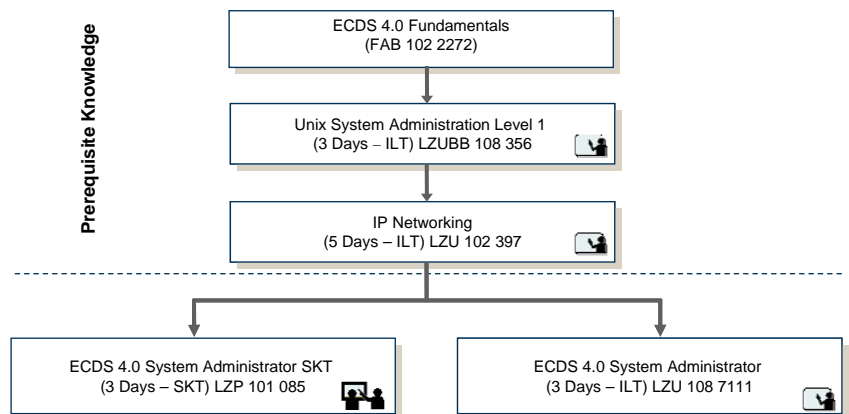 Prerequisite Knowledge
ECDS 4.0 Fundamentals
(FAB 102 2272)
Unix System Administration Level 1
(3 Days – ILT) LZUBB 108 356
IP Networking
(5 Days – ILT) LZU 102 397
ECDS 4.0 System Administrator SKT
(3 Days – SKT) LZP 101 085
ECDS 4.0 System Administrator
(3 Days – ILT) LZU 108 7111